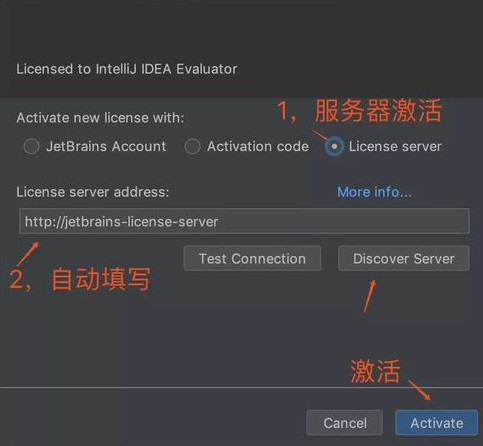 Licensed to IntelliJ IDEA Evaluator
1，服务器激活
Activate new license with:
JetBrains Account Activation code License server
License server address: More info...
http://jetbrains-license-server
2，自动填写
Test Connection Discover Server
激活
Cancel Activate